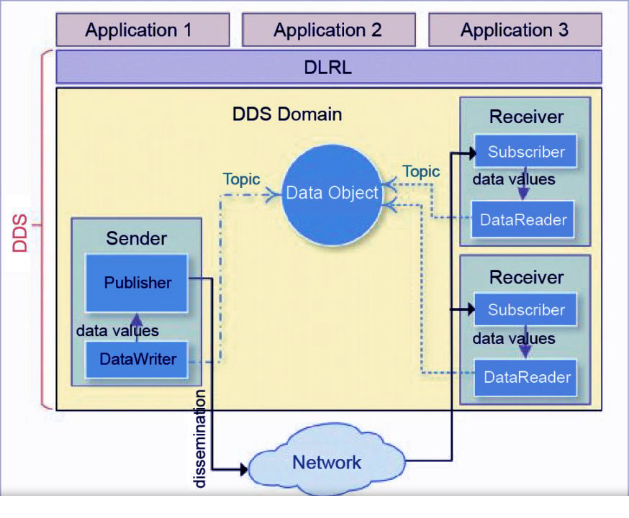 Application 1
Application 2
Application 3
DLRL
DDS
DDS Domain
Receiver
Subscriber
data values
DataReader
Topic
Topic
Data Object
Sender
Publisher
data values
DataWriter
Receiver
Subscriber
data values
DataReader
dissemination
Network